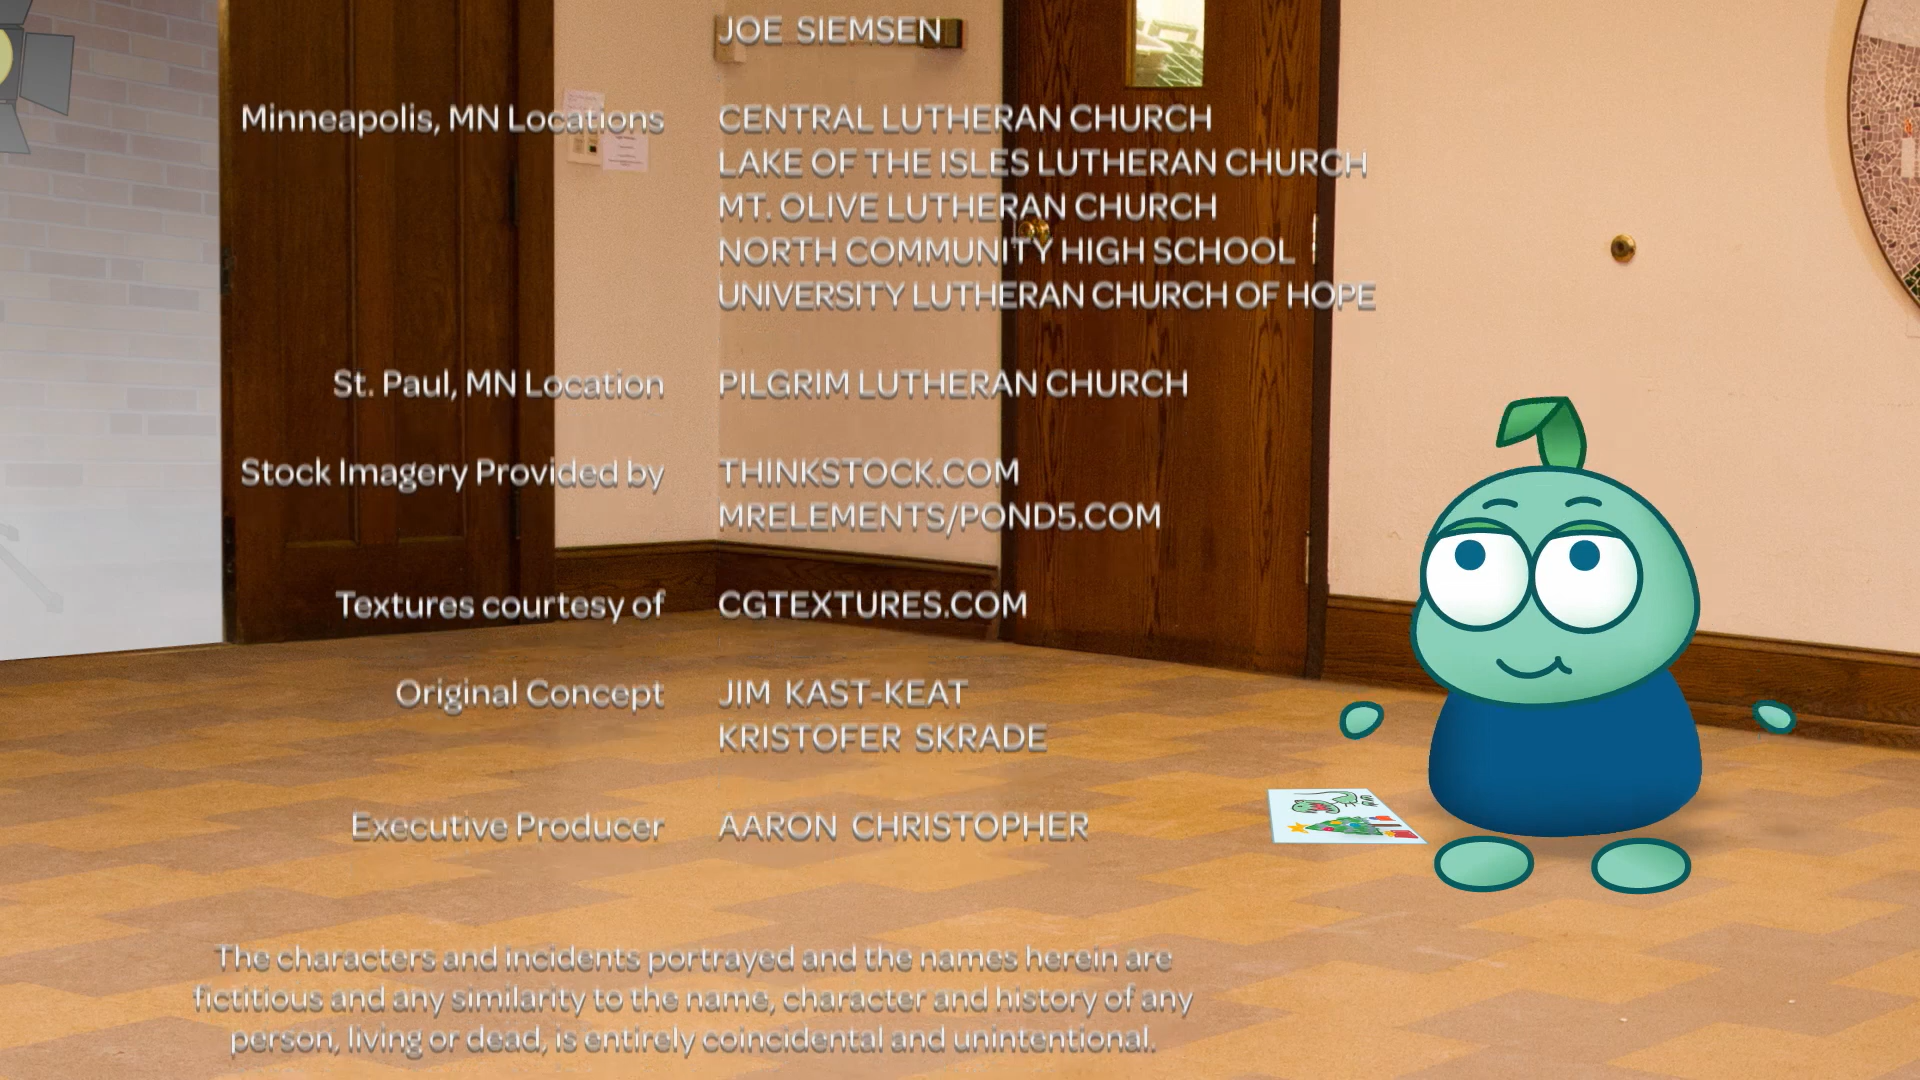 JOE SIEMSEN
Minneapolis, MN Locations CENTRAL LUTHERAN CHURCH
LAKE OF THE ISLES LUTHERAN CHURCH
MT. OLIVE LUTHERAN CHURCH
NORTH COMMUNITY HIGH SCHOOL
UNIVERSITY LUTHERAN CHURCH OF HOPE
St. Paul, MN Location PILGRIM LUTHERAN CHURCH
Stock Imagery Provided by THINKSTOCK.COM
MRELEMENTS/POND5.COM
Textures courtesy of CGTEXTURES.COM
Original Concept JIM KAST-KEAT
KRISTOFER SKRADE
Executive Producer AARON CHRISTOPHER
The characters and incidents portrayed and the names herein are
fictitious and any similarity to the name, character and history of any
person, living or dead, is entirely coincidental and unintentional.